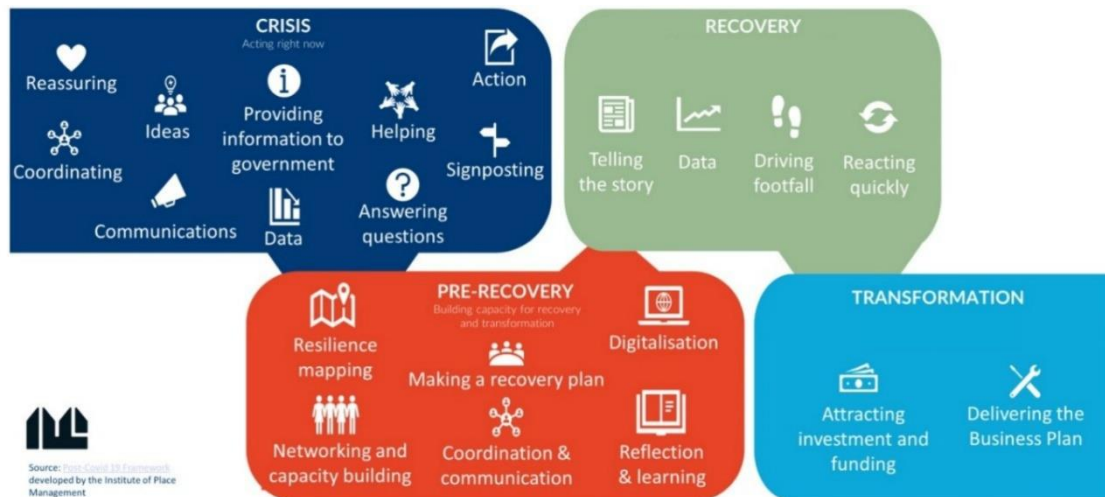 CRISIS
Acting right now
Reassuring
Ideas
Providing
information to
government
Helping
Action
Coordinating
Signposting
Communications
Data
Answering
questions
RECOVERY
Telling
the story
Data
Driving
footfall
Reacting
quickly
PRE-RECOVERY
Building capacity for recovery
and transformation
Resilience
mapping
Making a recovery plan
Digitalisation
Networking and
capacity building
Coordination &
communication
Reflection
& learning
TRANSFORMATION
Attracting
investment and
funding
Delivering the
Business Plan
Source: Post-Covid 19 Framework
developed by the Institute of Place
Management